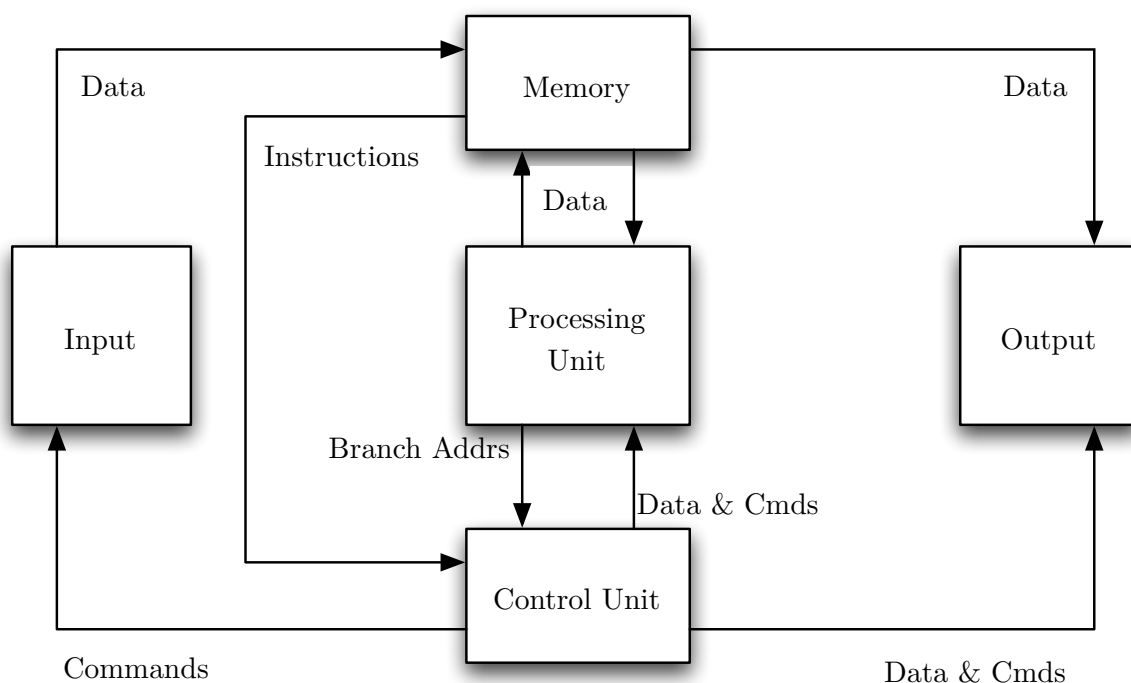 Memory
Data
Data
Instructions
Data
Input
Processing
Unit
Output
Branch Addrs
Data & Cmds
Control Unit
Commands
Data & Cmds